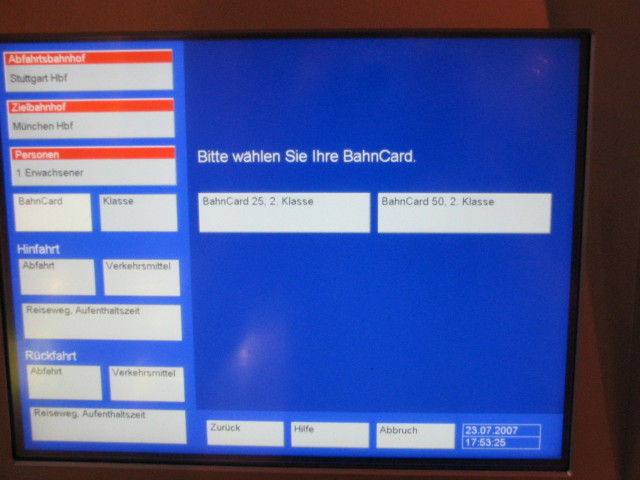 Abfahrtsbahnhof
Stuttgart Hbf
Zielbahnhof
München Hbf
Personen
1 Erwachsener
BahnCard
Klasse
Hinfahrt
Abfahrt
Verkehrsmittel
Reiseweg, Aufenthaltszeit
Rückfahrt
Abfahrt
Verkehrsmittel
Reiseweg, Aufenthaltszeit
Bitte wählen Sie Ihre BahnCard.
BahnCard 25, 2. Klasse
BahnCard 50, 2. Klasse
Zurück
Hilfe
Abbruch
23.07.2007
17:53:25